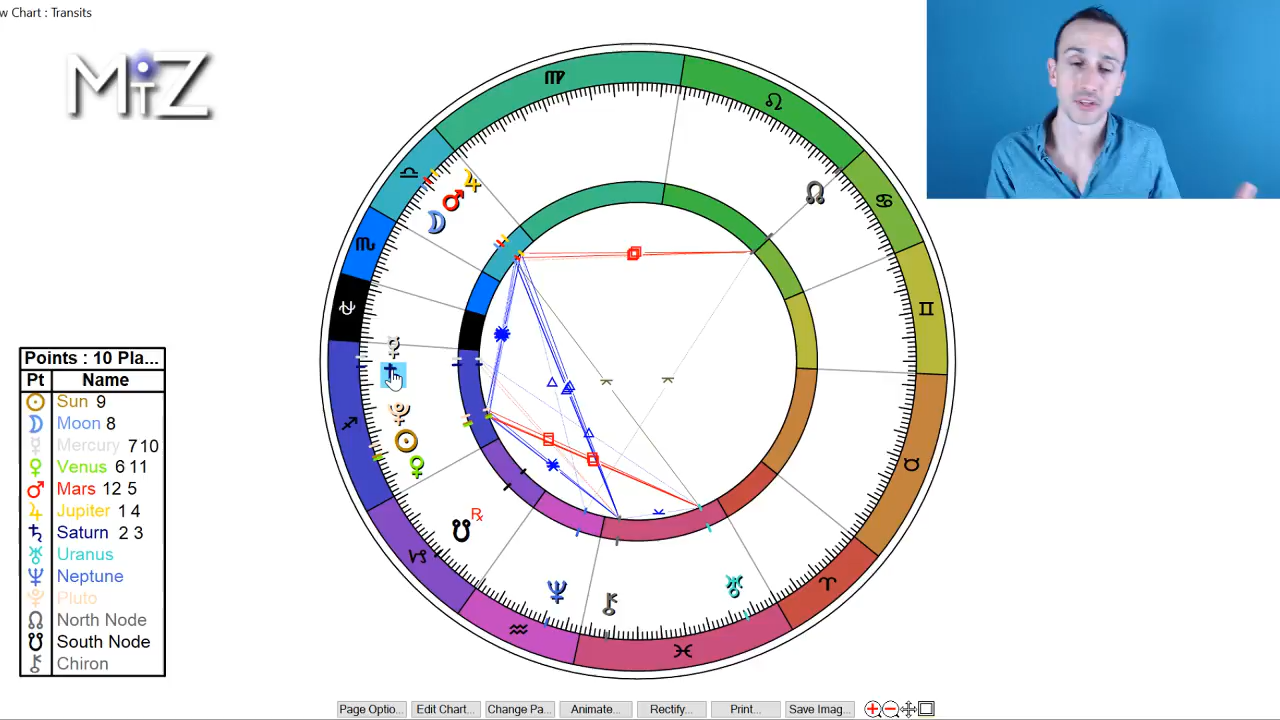 w Chart : Transits
MTZ
Points : 10 Pla...
Pt Name
Sun 9
Moon 8
Mercury 7 10
Venus 6 11
Mars 12 5
Jupiter 1 4
Saturn 2 3
Uranus
Neptune
Pluto
North Node
South Node
Chiron
Page Optio...
Edit Chart...
Change Pa...
Animate...
Rectify...
Print...
Save Imag...